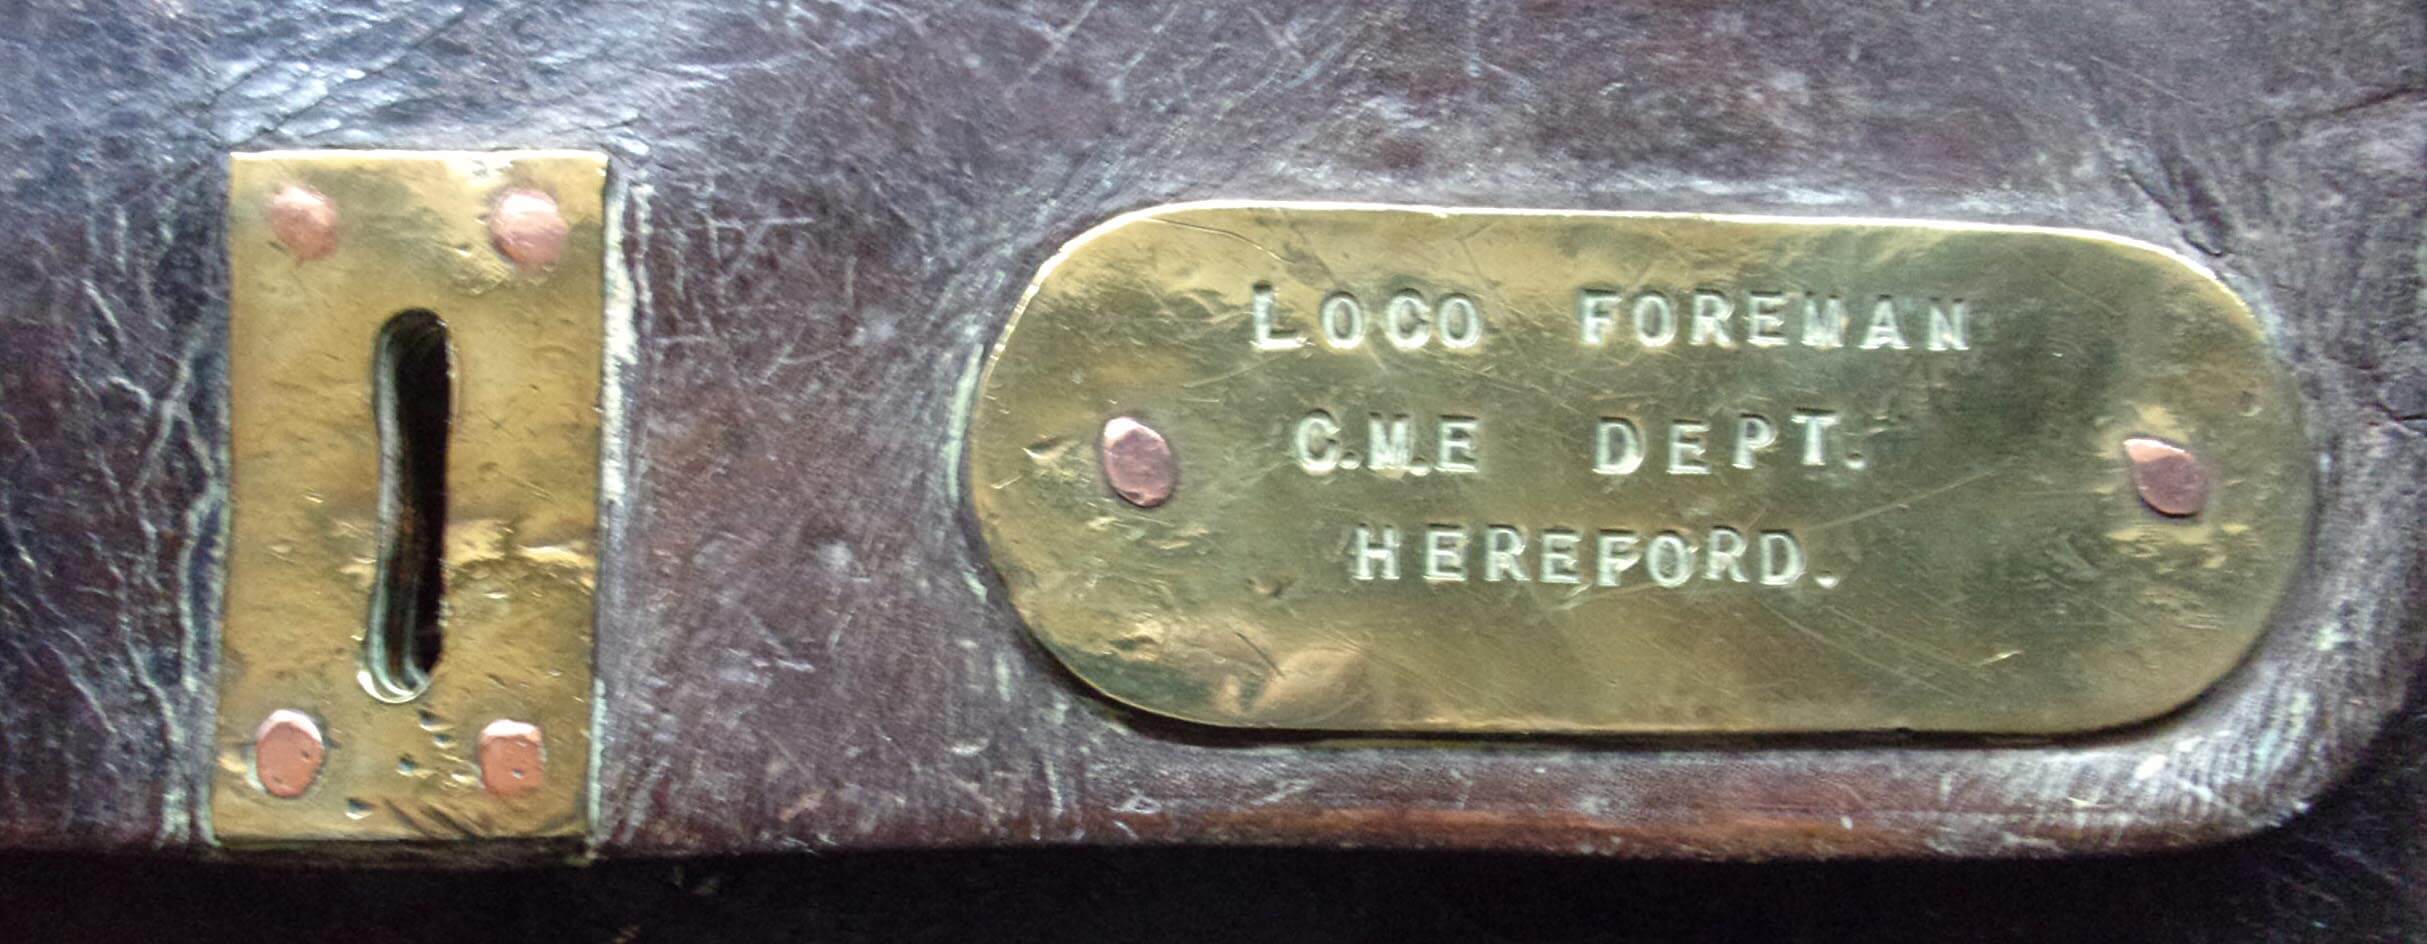 LOCO FOREMAN
C.M.E DEPT.
HEREFORD.